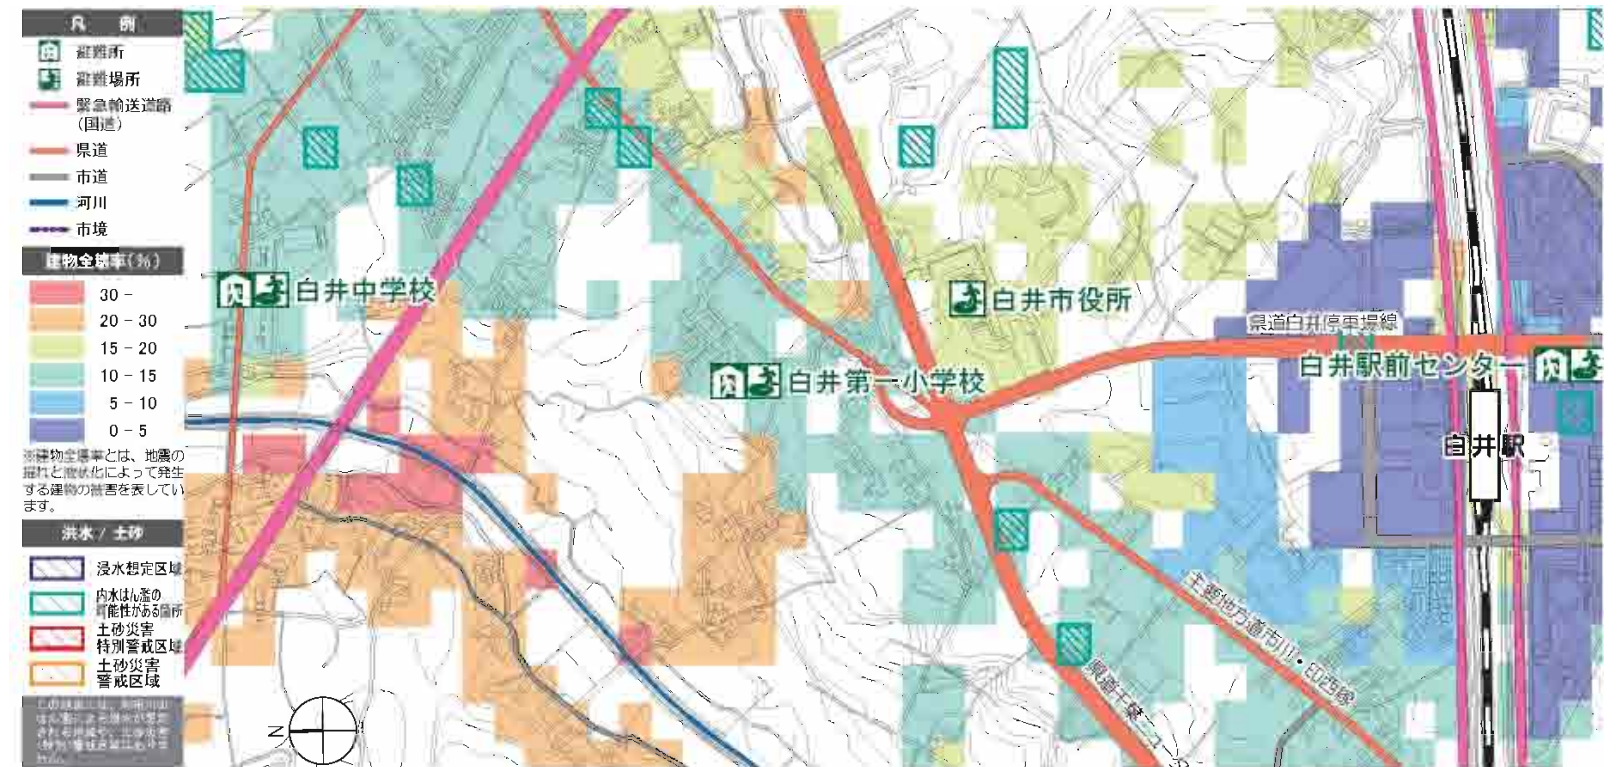 凡 例
避難所
避難場所
緊急輸送道路
(国道)
県道
市道
河川
市境
建物全壊率(%)
30 -
20 - 30
15 - 20
10 - 15
5 - 10
0 - 5
※建物全壊率とは、地震の
揺れと液状化によって発生
する建物の被害を表してい
ます。
洪水 / 土砂
浸水想定区域
内水はん濫の
可能性がある箇所
土砂災害
特別警戒区域
土砂災害
警戒区域
N
白井中学校
白井市役所
白井第一小学校
県道白井停車場線
白井駅前センター
白井駅
主要地方道市川・印西線
県道千葉ニュ